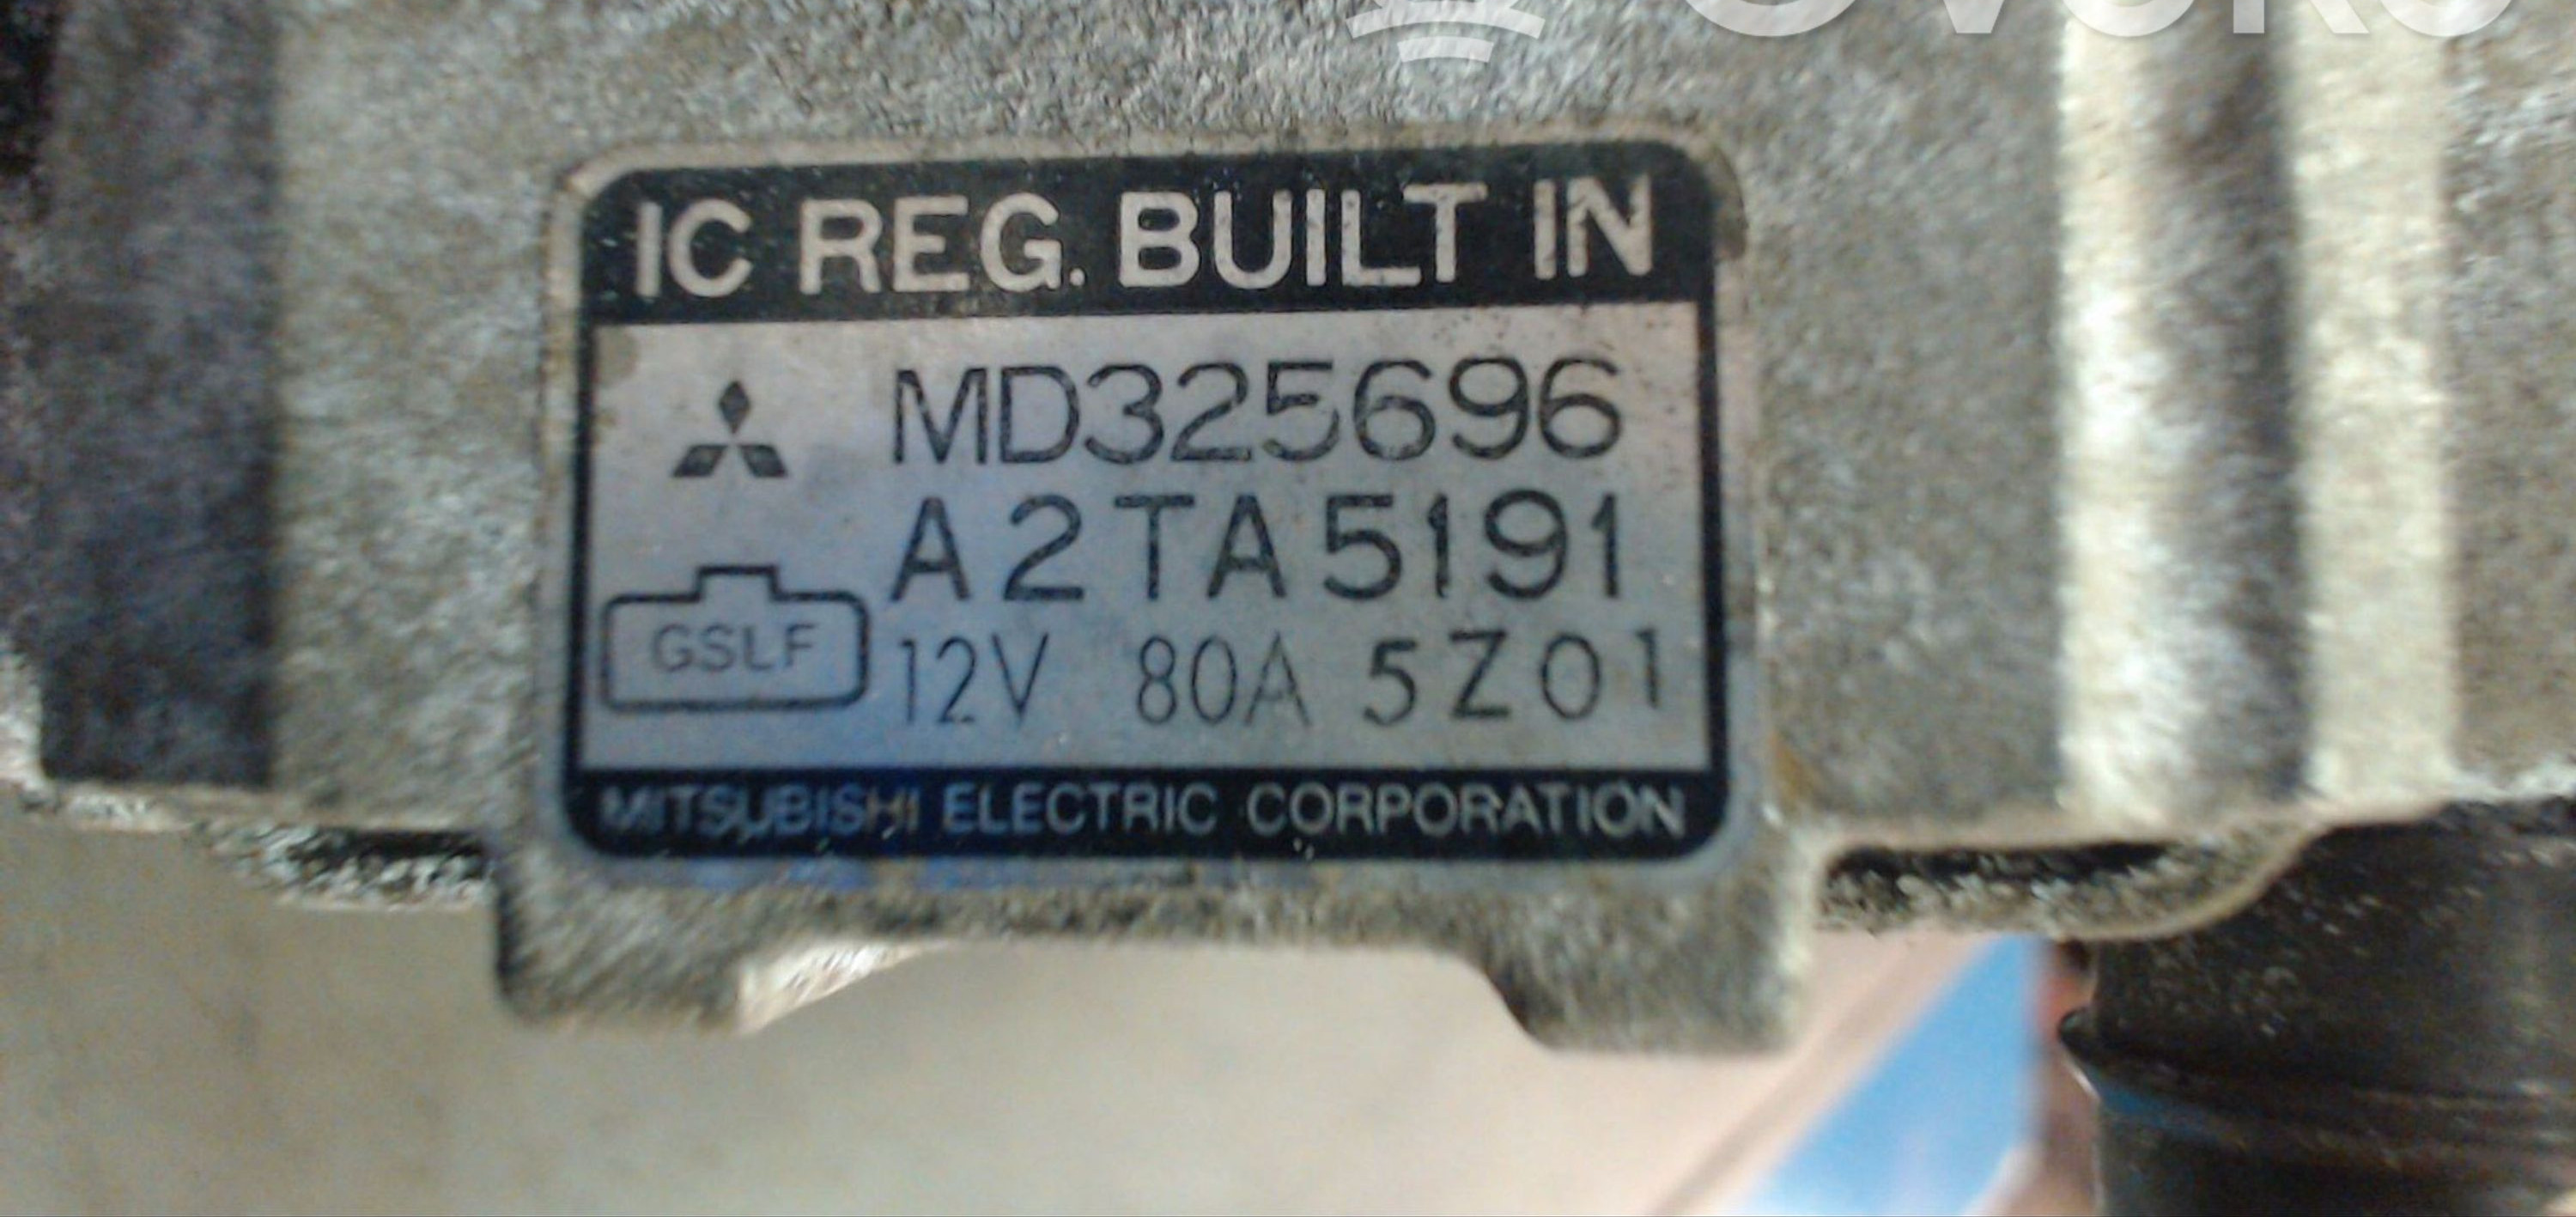 IC REG. BUILT IN
MD325696
A2TA5191
GSLF
12V 80A 5Z01
MITSUBISHI ELECTRIC CORPORATION